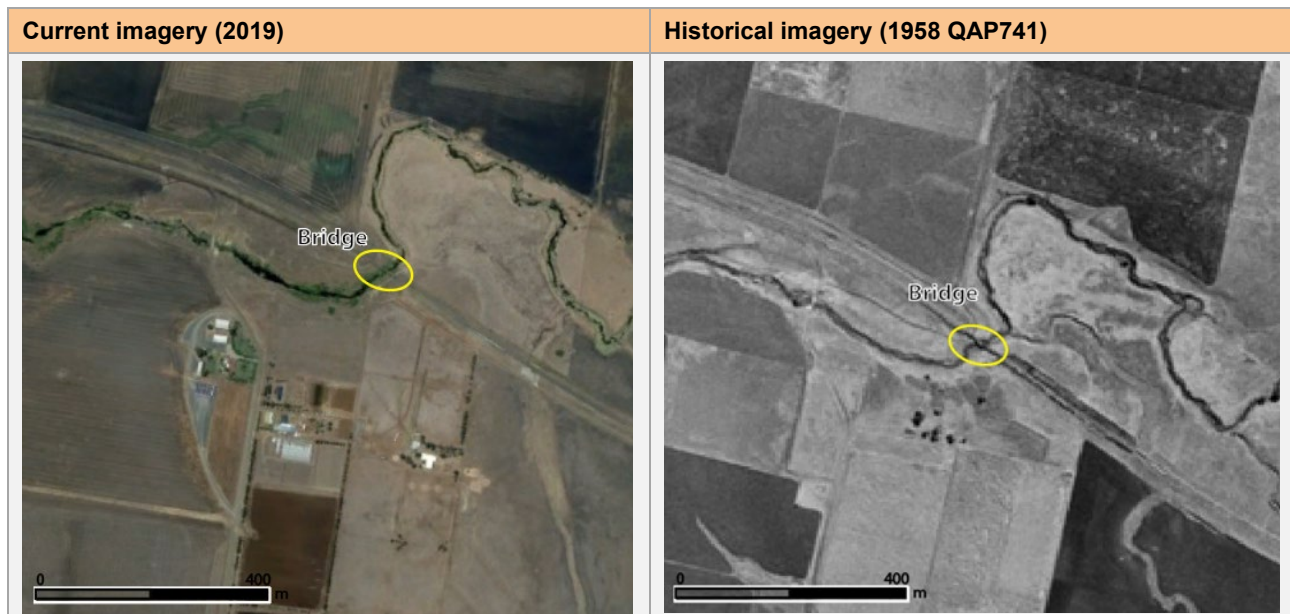 Current imagery (2019)
Historical imagery (1958 QAP741)
Bridge
0
400
m
Bridge
0
400
m